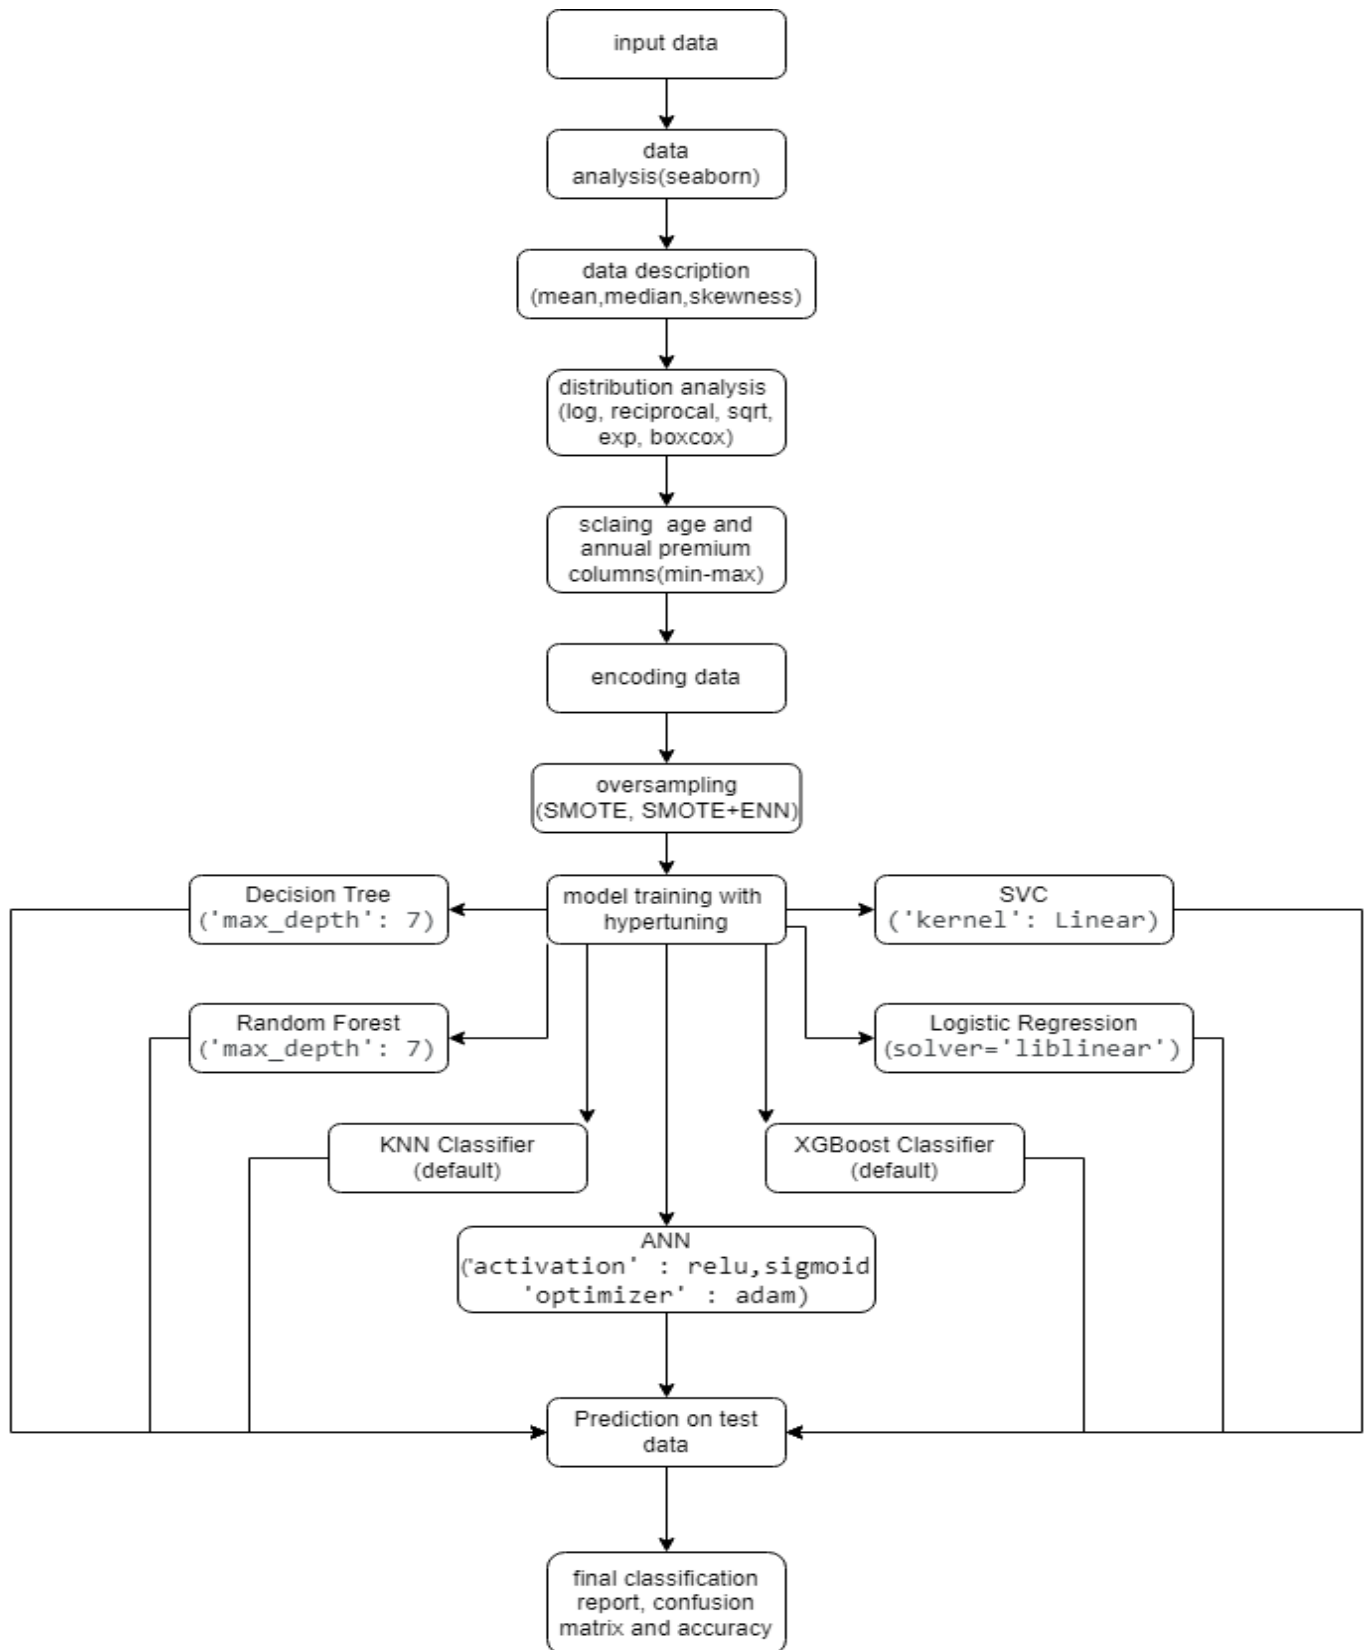 input data
data
analysis(seaborn)
data description
(mean,median,skewness)
distribution analysis
(log, reciprocal, sqrt,
exp, boxcox)
sclaing  age and
annual premium
columns(min-max)
encoding data
oversampling
(SMOTE, SMOTE+ENN)
Decision Tree
('max_depth': 7)
model training with
hypertuning
SVC
('kernel': Linear)
Random Forest
('max_depth': 7)
Logistic Regression
(solver='liblinear')
KNN Classifier
(default)
XGBoost Classifier
(default)
ANN
('activation' : relu,sigmoid
'optimizer' : adam)
Prediction on test
data
final classification
report, confusion
matrix and accuracy